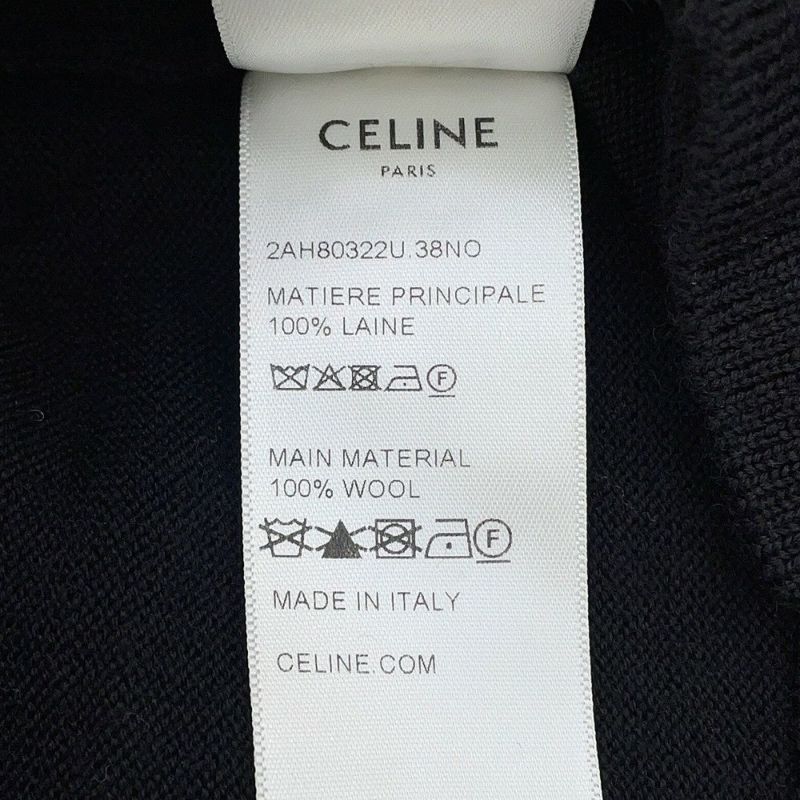 CELINE
PARIS
2AH80322U.38NO
MATIERE PRINCIPALE
100% LAINE
F
MAIN MATERIAL
100% WOOL
F
MADE IN ITALY
CELINE.COM